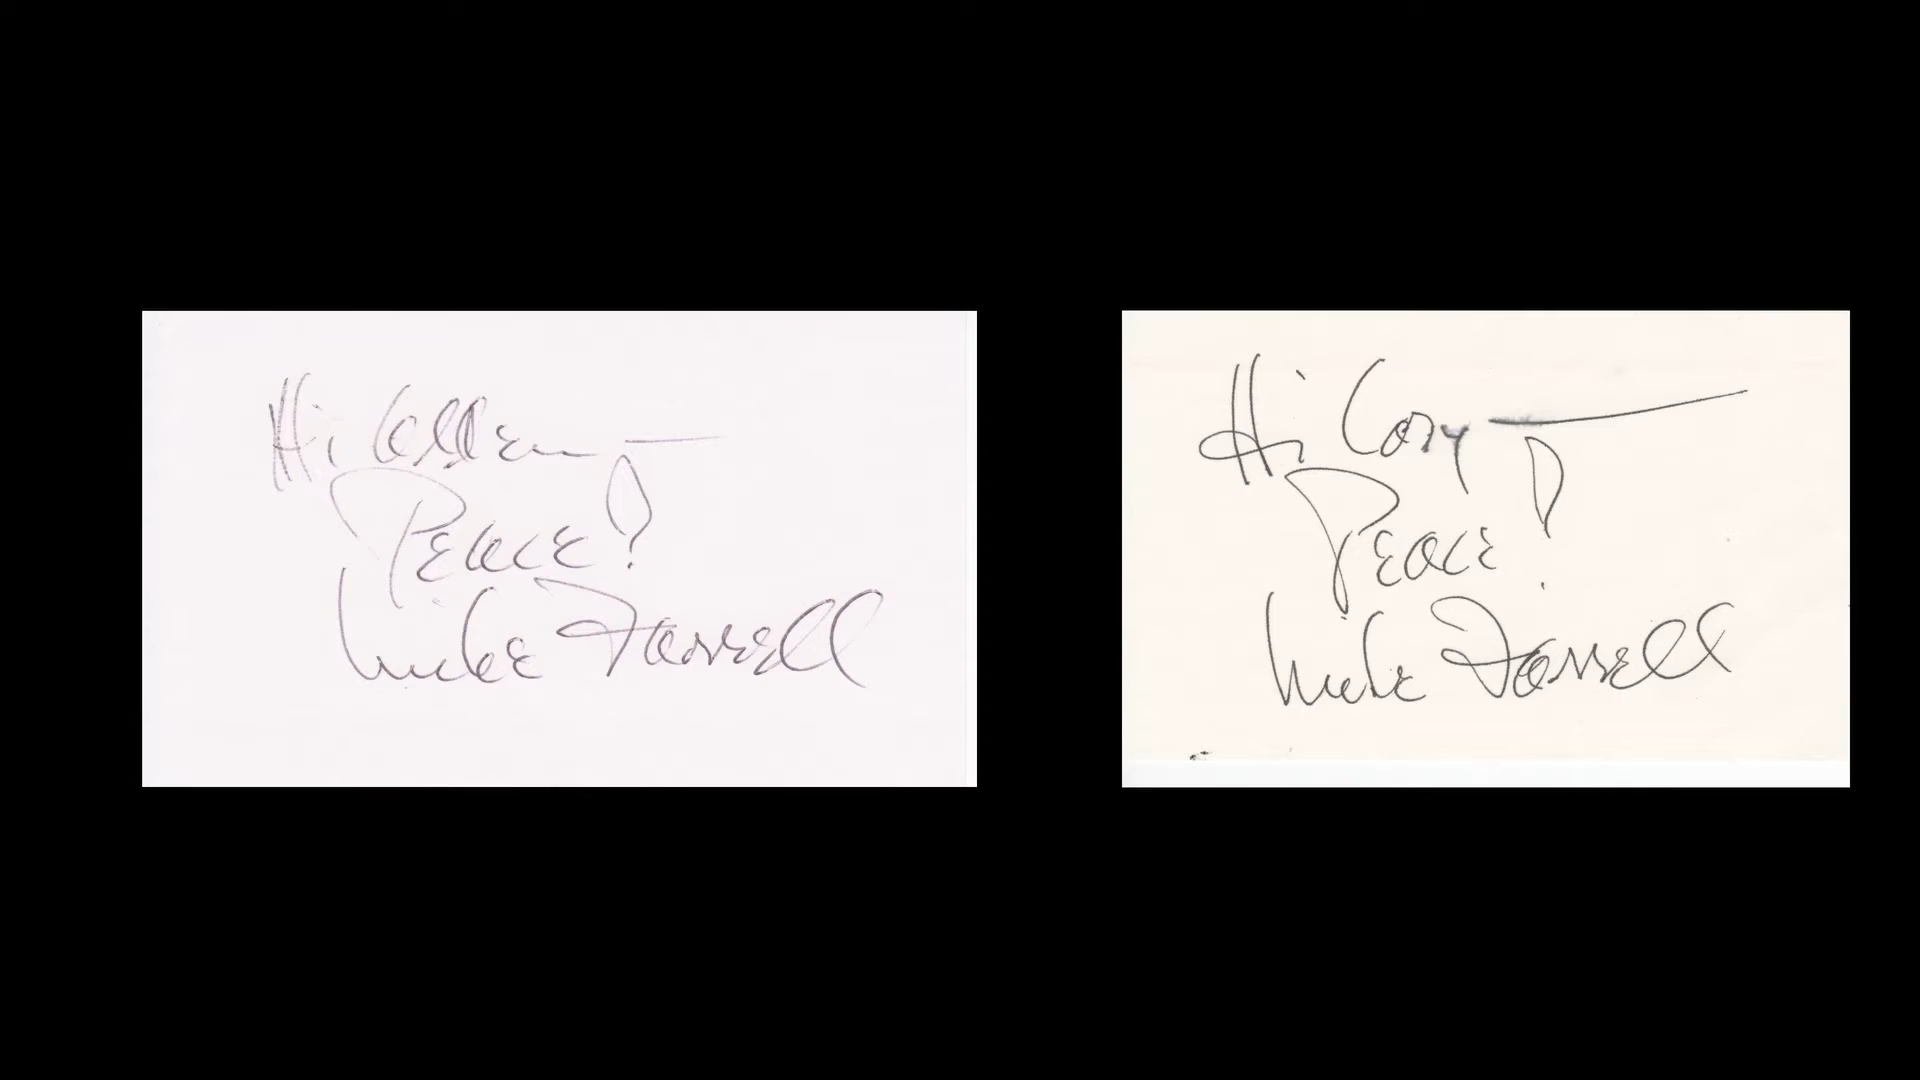 Hi
Peace!
Mike Farrell
Hi Cory —
Peace!
Mike Farrell